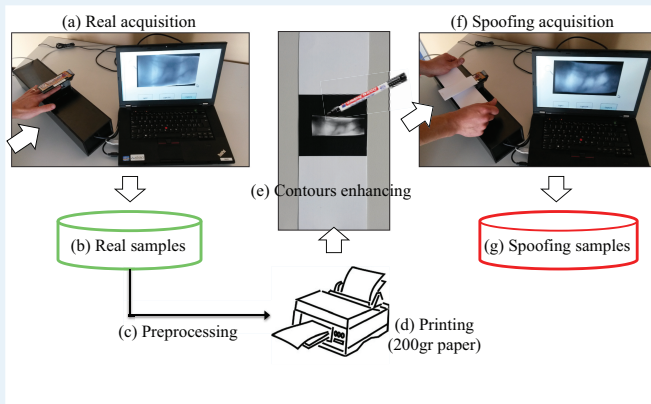 (a) Real acquisition
(f) Spoofing acquisition
(e) Contours enhancing
(b) Real samples
(g) Spoofing samples
(c) Preprocessing
(d) Printing
(200gr paper)